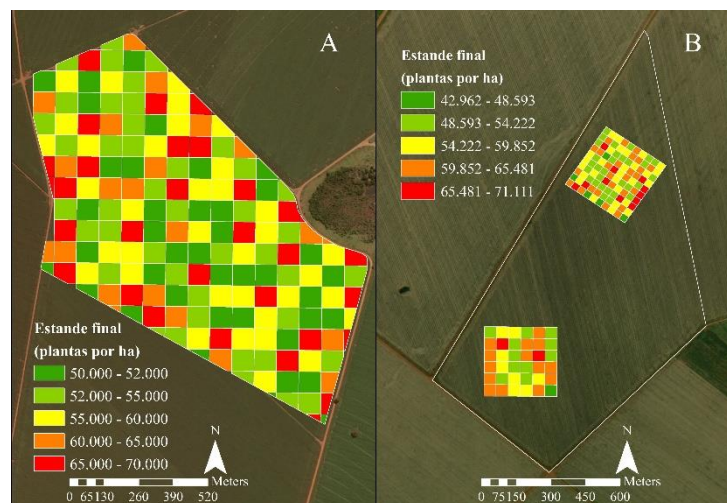 A
Estande final
(plantas por ha)
50.000 - 52.000
52.000 - 55.000
55.000 - 60.000
60.000 - 65.000
65.000 - 70.000
N
Meters
0 65130 260 390 520
B
Estande final
(plantas por ha)
42.962 - 48.593
48.593 - 54.222
54.222 - 59.852
59.852 - 65.481
65.481 - 71.111
N
Meters
0 75150 300 450 600